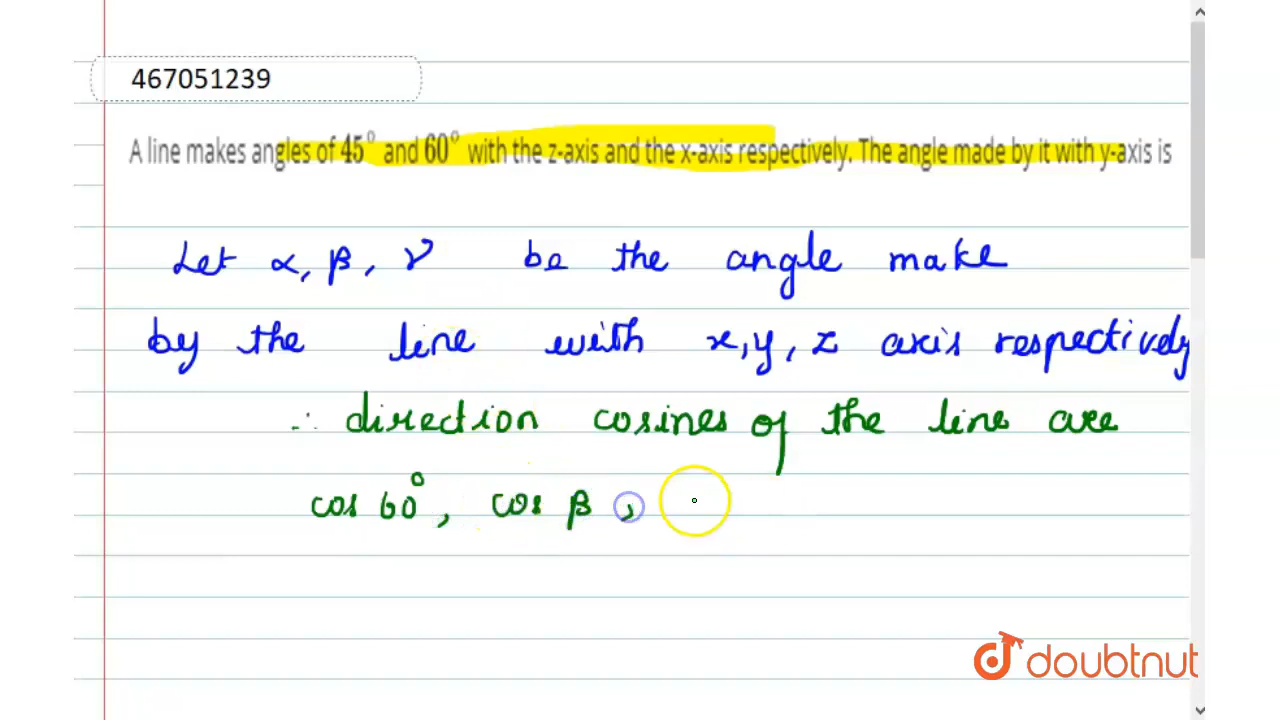 467051239
A line makes angles of 45° and 60° with the z-axis and the x-axis respectively. The angle made by it with y-axis is
Let α, β, γ be the angle make
by the line with x, y, z axis respectively
∴ direction cosines of the line are
cos 60°, cos β ,
doubtnut